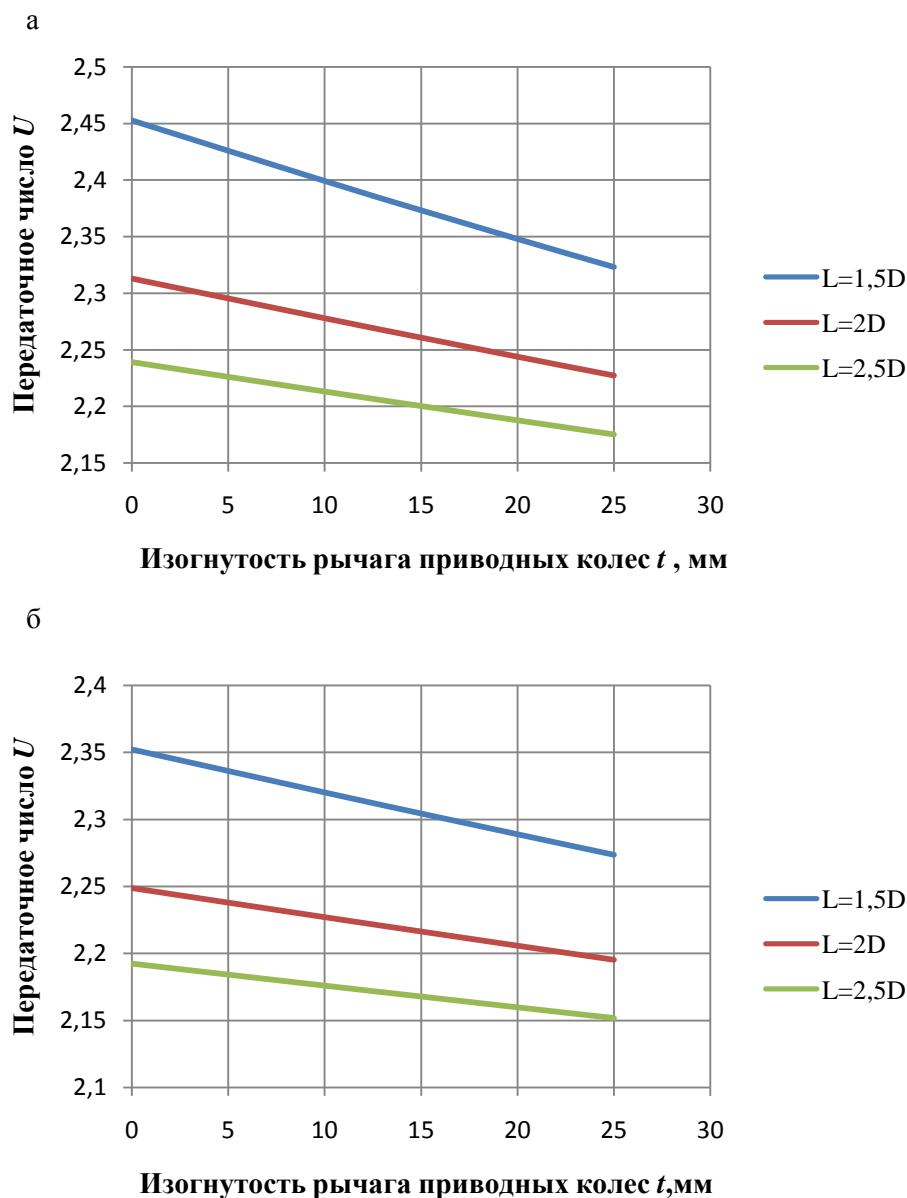 а
Передаточное число U
2,5
2,45
2,4
2,35
2,3
2,25
2,2
2,15
0 5 10 15 20 25 30
Изогнутость рычага приводных колес t , мм
L=1,5D
L=2D
L=2,5D
б
Передаточное число U
2,4
2,35
2,3
2,25
2,2
2,15
2,1
0 5 10 15 20 25 30
Изогнутость рычага приводных колес t,мм
L=1,5D
L=2D
L=2,5D